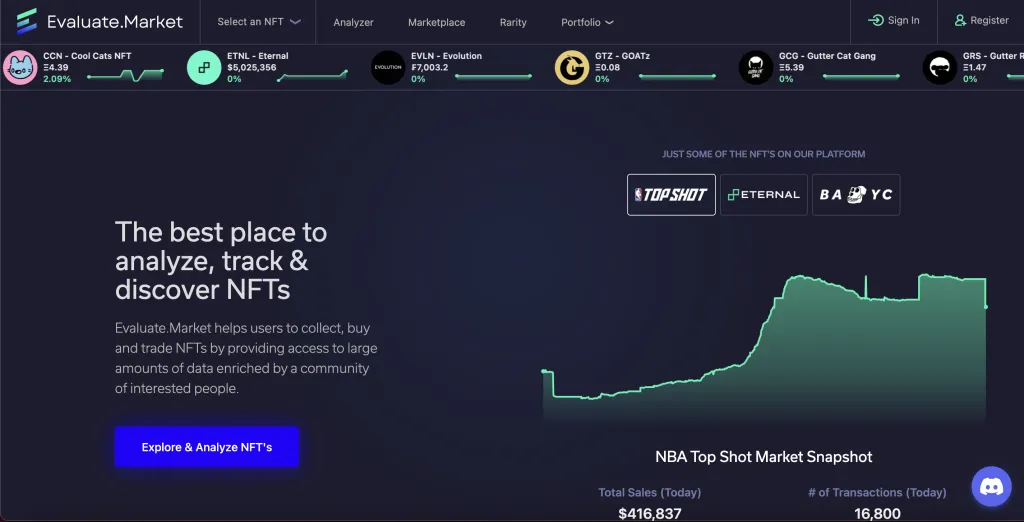 Evaluate.Market
Select an NFT
Analyzer
Marketplace
Rarity
Portfolio
Sign In
Register
CCN - Cool Cats NFT
Ξ4.39
2.09%
ETNL - Eternal
$5,025,356
0%
EVOLUTION
EVLN - Evolution
₣7,003.2
0%
GTZ - GOATz
Ξ0.08
0%
GCG - Gutter Cat Gang
Ξ5.39
0%
GRS - Gutter R
Ξ1.47
0%
JUST SOME OF THE NFT'S ON OUR PLATFORM
TOP SHOT
ETERNAL
BA YC
The best place to
analyze, track &
discover NFTs
Evaluate.Market helps users to collect, buy
and trade NFTs by providing access to large
amounts of data enriched by a community
of interested people.
Explore & Analyze NFT's
NBA Top Shot Market Snapshot
Total Sales (Today)
# of Transactions (Today)
$416,837
16,800